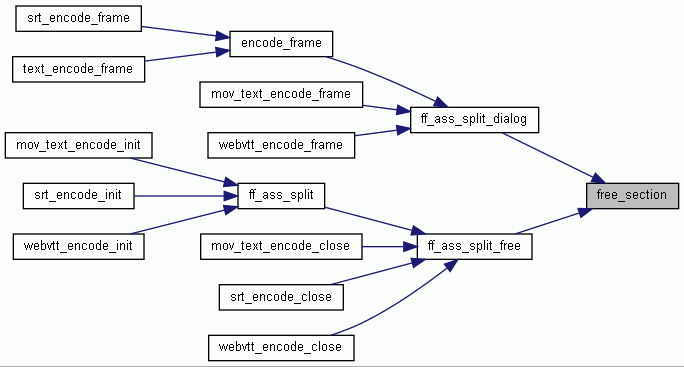 srt_encode_frame
encode_frame
text_encode_frame
mov_text_encode_frame
ff_ass_split_dialog
webvtt_encode_frame
mov_text_encode_init
srt_encode_init
ff_ass_split
free_section
webvtt_encode_init
mov_text_encode_close
ff_ass_split_free
srt_encode_close
webvtt_encode_close